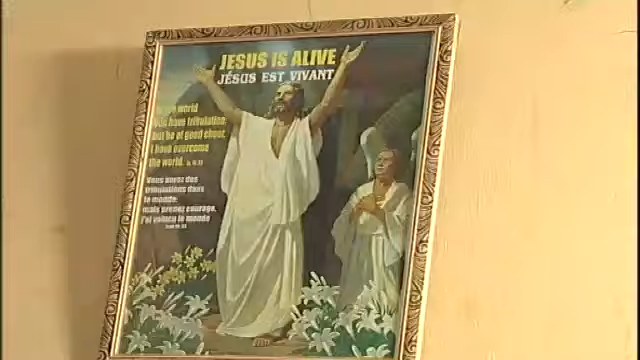 JESUS IS ALIVE
JÉSUS EST VIVANT
the world
have tribulation:
but be of good cheer,
I have overcome
the world.
Vous aurez des
tribulations dans
le monde;
mais prenez courage,
j'ai vaincu le monde